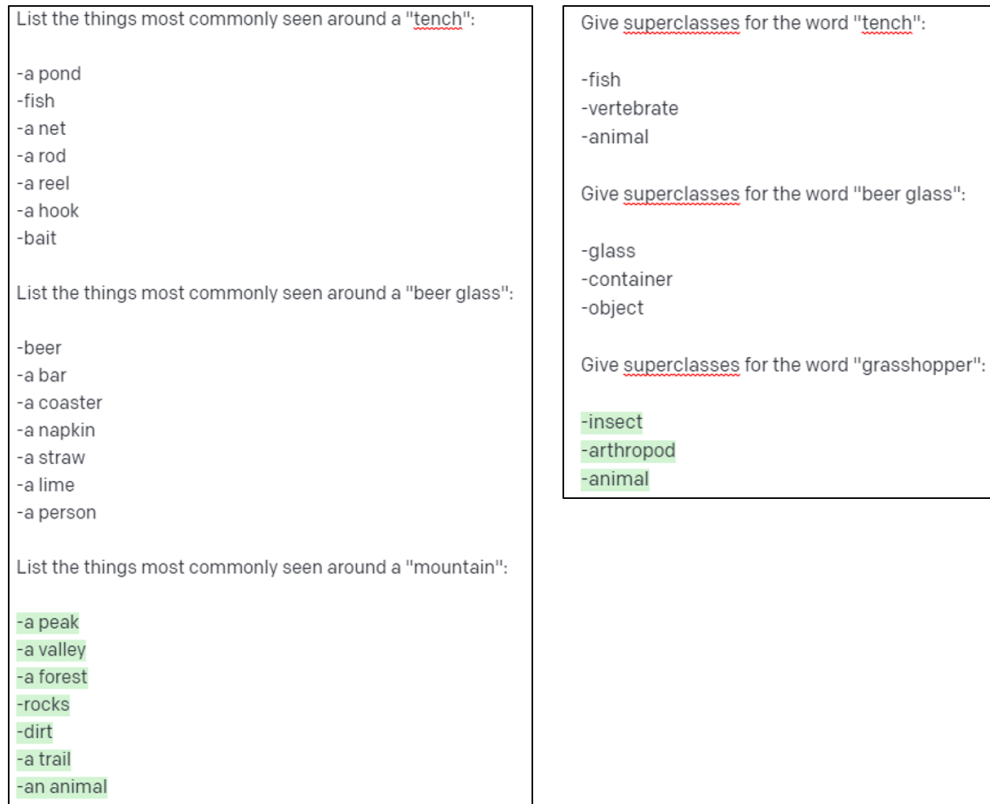 List the things most commonly seen around a "tench":
-a pond
-fish
-a net
-a rod
-a reel
-a hook
-bait
List the things most commonly seen around a "beer glass":
-beer
-a bar
-a coaster
-a napkin
-a straw
-a lime
-a person
List the things most commonly seen around a "mountain":
-a peak
-a valley
-a forest
-rocks
-dirt
-a trail
-an animal
Give superclasses for the word "tench":
-fish
-vertebrate
-animal
Give superclasses for the word "beer glass":
-glass
-container
-object
Give superclasses for the word "grasshopper":
-insect
-arthropod
-animal